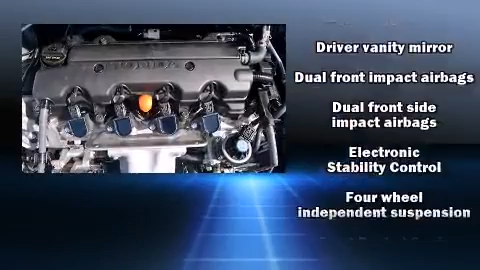 HONDA
Driver vanity mirror
Dual front impact airbags
Dual front side
impact airbags
Electronic
Stability Control
Four wheel
independent suspension